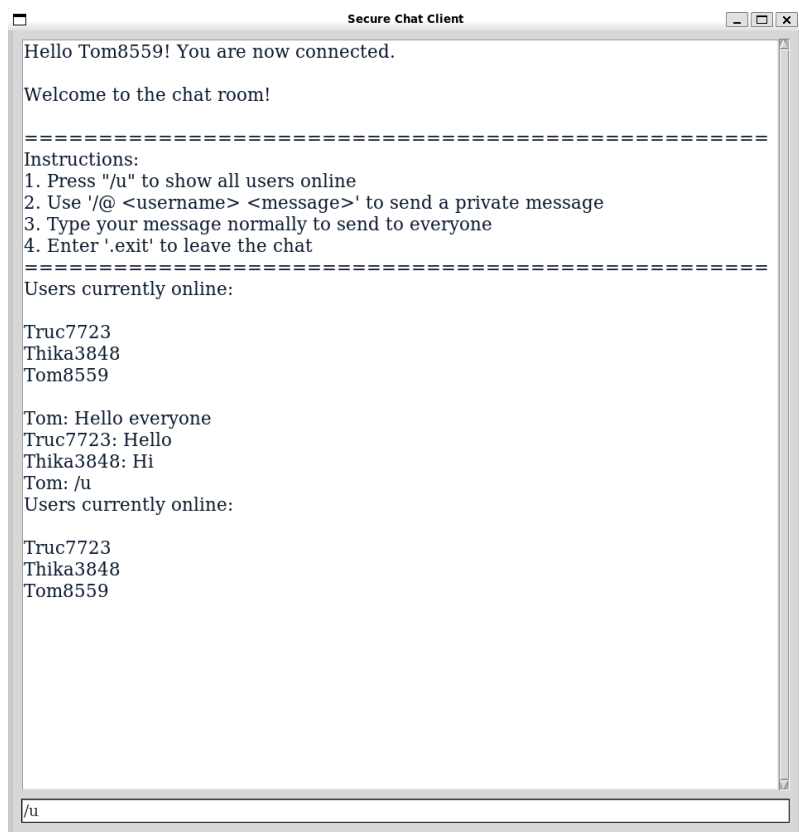 Secure Chat Client
Hello Tom8559! You are now connected.
Welcome to the chat room!
==================================================
Instructions:
1. Press "/u" to show all users online
2. Use '/@ <username> <message>' to send a private message
3. Type your message normally to send to everyone
4. Enter '.exit' to leave the chat
==================================================
Users currently online:
Truc7723
Thika3848
Tom8559
Tom: Hello everyone
Truc7723: Hello
Thika3848: Hi
Tom: /u
Users currently online:
Truc7723
Thika3848
Tom8559
/u